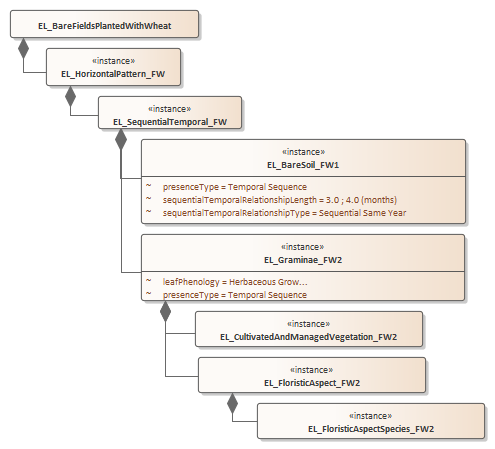 EL_BareFieldsPlantedWithWheat
«instance»
EL_HorizontalPattern_FW
«instance»
EL_SequentialTemporal_FW
«instance»
EL_BareSoil_FW1
~ presenceType = Temporal Sequence
~ sequentialTemporalRelationshipLength = 3.0 ; 4.0 (months)
~ sequentialTemporalRelationshipType = Sequential Same Year
«instance»
EL_Graminae_FW2
~ leafPhenology = Herbaceous Grow...
~ presenceType = Temporal Sequence
«instance»
EL_CultivatedAndManagedVegetation_FW2
«instance»
EL_FloristicAspect_FW2
«instance»
EL_FloristicAspectSpecies_FW2